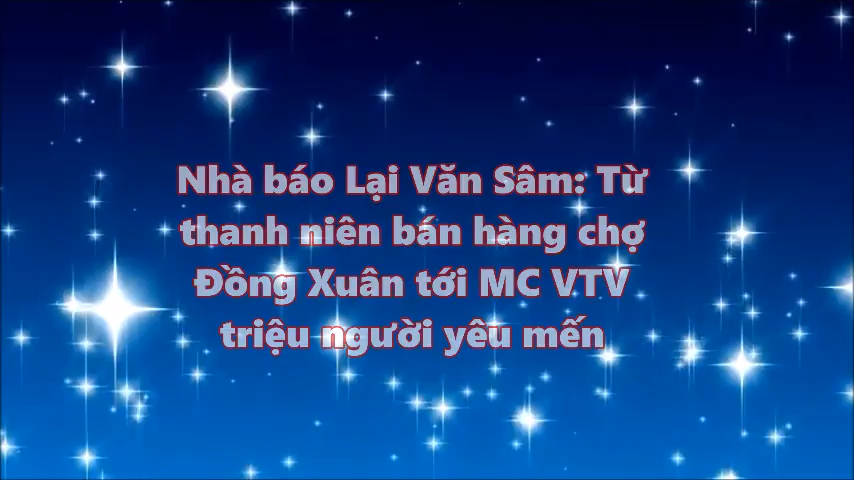 Nhà báo Lại Văn Sâm: Từ
thanh niên bán hàng chợ
Đồng Xuân tới MC VTV
triệu người yêu mến